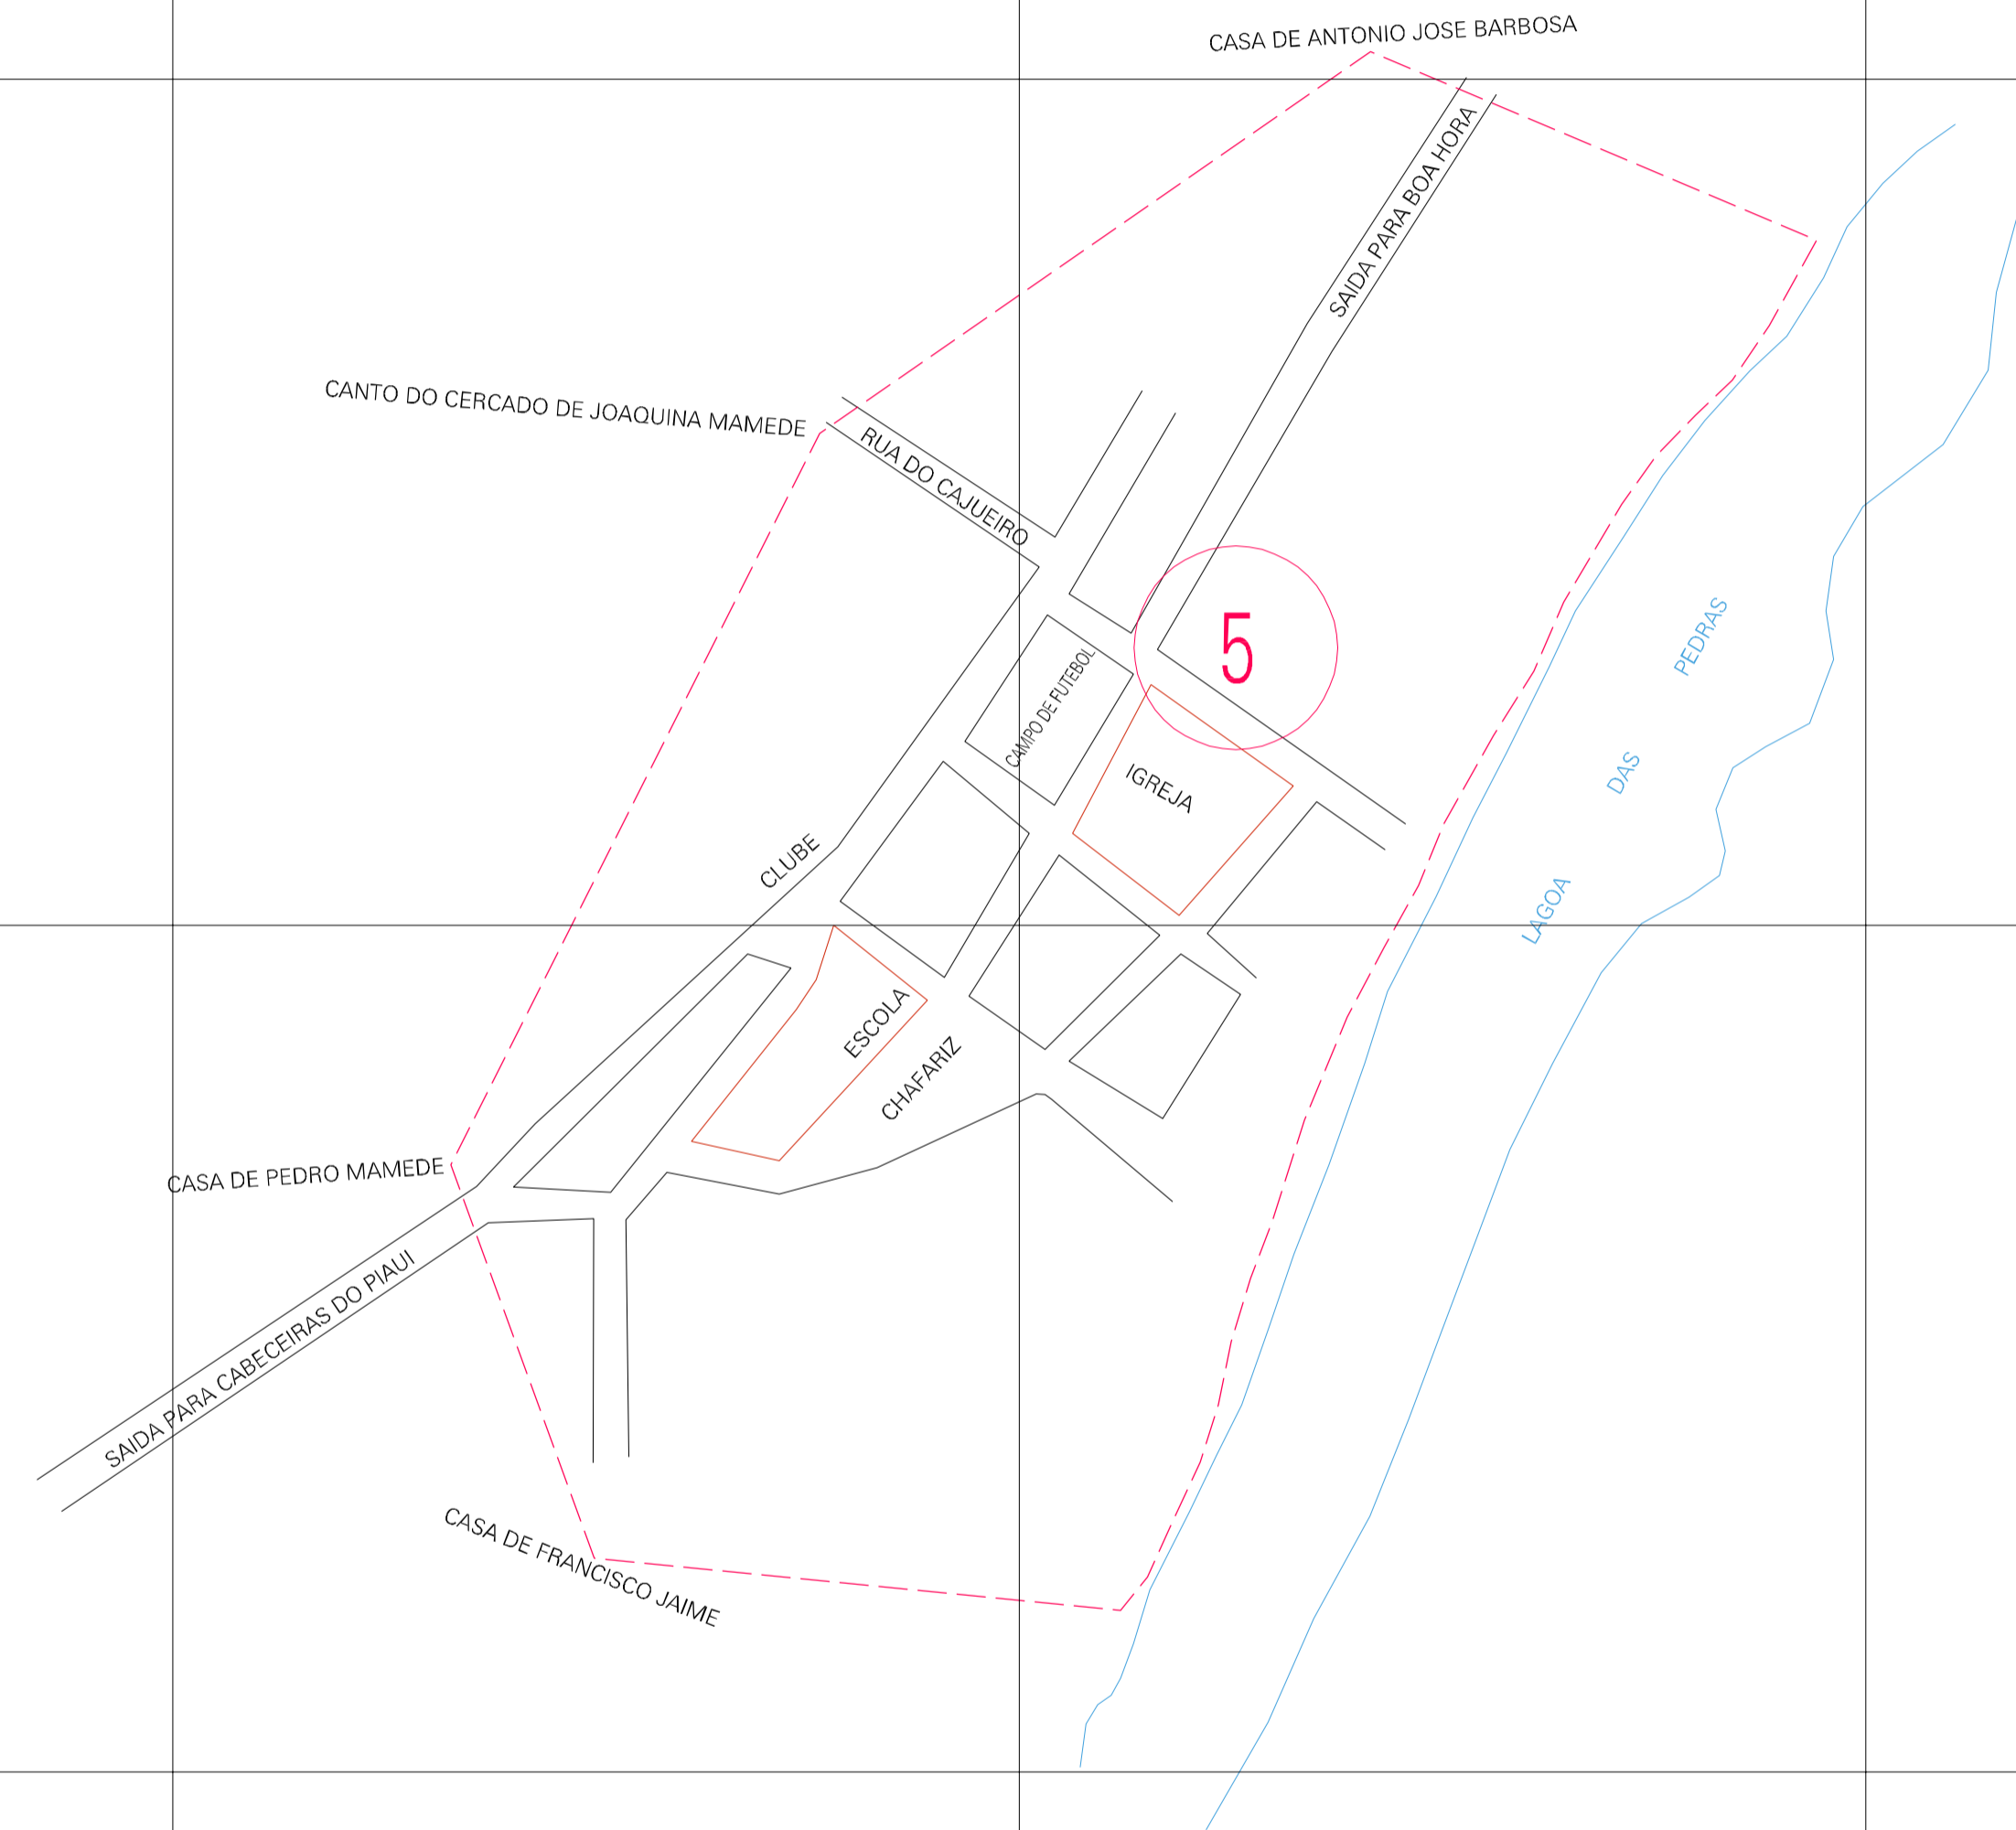 CASA DE ANTONIO JOSE BARBOSA
SAIDA PARA BOA HORA
CANTO DO CERCADO DE JOAQUINA MAMEDE
RUA DO CAJUEIRO
5
CAMPO DE FUTEBOL
IGREJA
LAGOA DAS PEDRAS
CLUBE
ESCOLA
CHAFARIZ
CASA DE PEDRO MAMEDE
SAIDA PARA CABECEIRAS DO PIAUI
CASA DE FRANCISCO JAIME